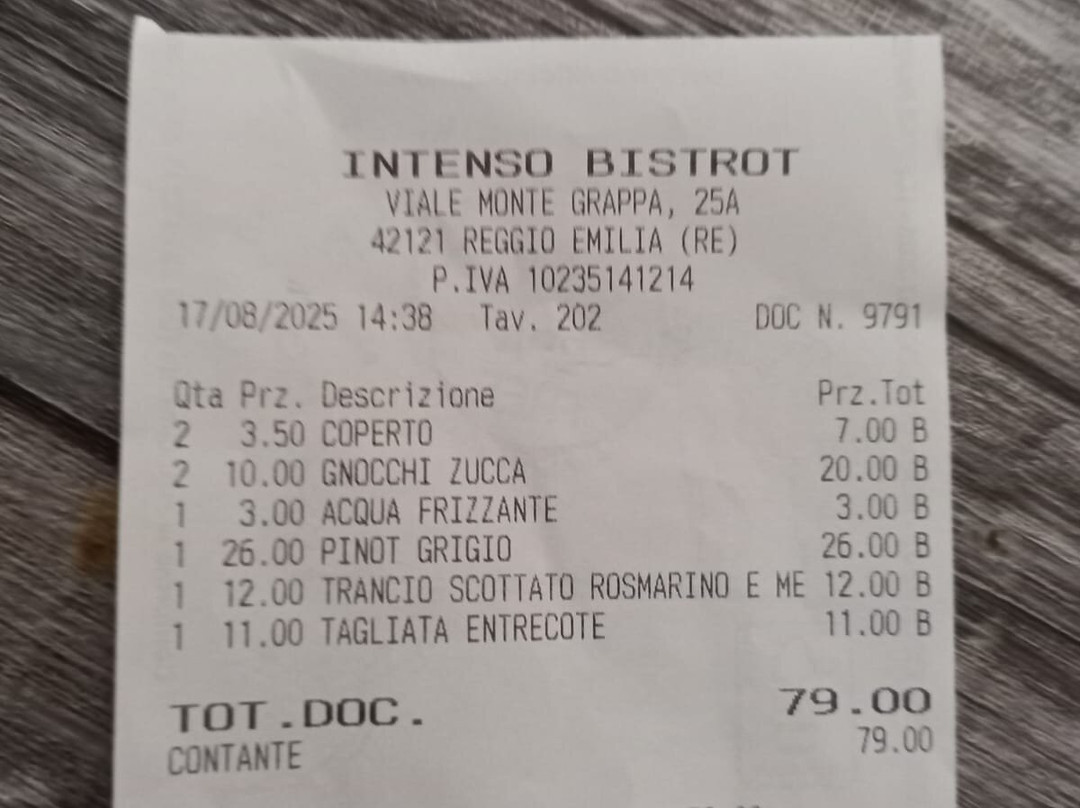 INTENSO BISTROT
VIALE MONTE GRAPPA, 25A
42121 REGGIO EMILIA (RE)
P.IVA 10235141214
17/08/2025 14:38 Tav. 202 DOC N. 9791
Qta Prz. Descrizione Prz.Tot
2 3.50 COPERTO 7.00 B
2 10.00 GNOCCHI ZUCCA 20.00 B
1 3.00 ACQUA FRIZZANTE 3.00 B
1 26.00 PINOT GRIGIO 26.00 B
1 12.00 TRANCIO SCOTTATO ROSMARINO E ME 12.00 B
1 11.00 TAGLIATA ENTRECOTE 11.00 B
TOT.DOC. 79.00
CONTANTE 79.00